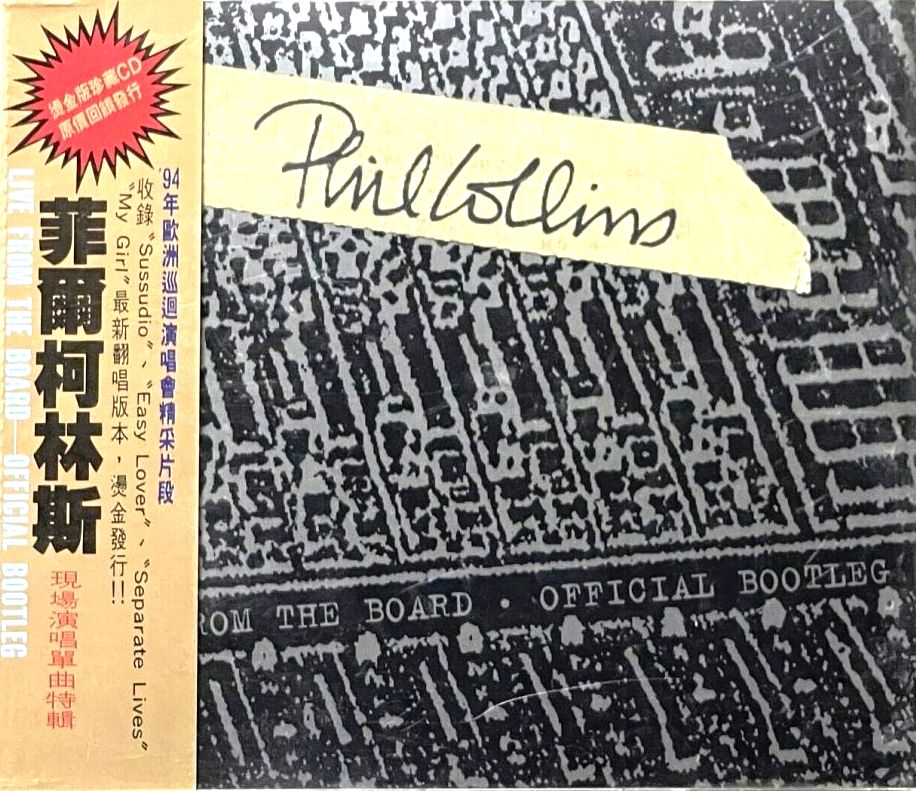 燙金版珍藏CD
原價回饋發行
'94年歐洲巡迴演唱會精采片段
收錄"Sussudio"、"Easy Lover"、"Separate Lives"
"My Girl"最新翻唱版本，燙金發行!!!
菲爾柯林斯
現場演唱單曲特輯
LIVE FROM THE BOARD—OFFICIAL BOOTLEG
Phil Collins
ROM THE BOARD OFFICIAL BOOTLEG